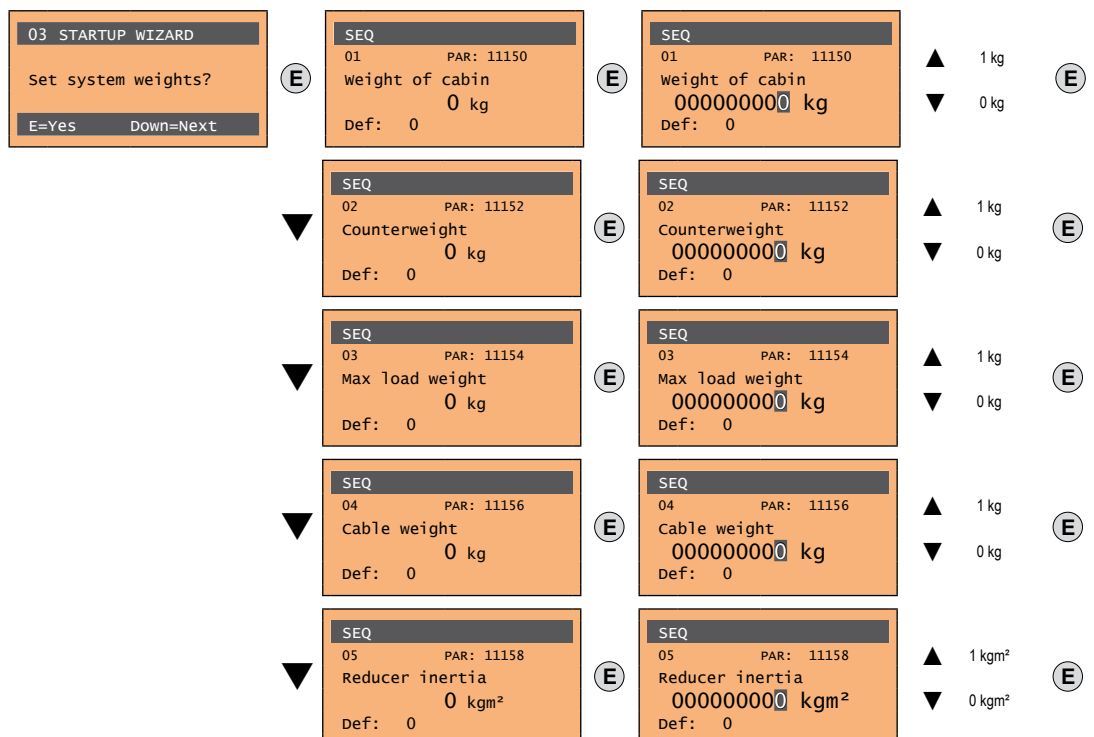 03 STARTUP WIZARD
Set system weights?
E=Yes Down=Next
E
SEQ
01 PAR: 11150
Weight of cabin
0 kg
Def: 0
E
SEQ
01 PAR: 11150
Weight of cabin
000000000 kg
Def: 0
1 kg
0 kg
E
SEQ
02 PAR: 11152
Counterweight
0 kg
Def: 0
E
SEQ
02 PAR: 11152
Counterweight
000000000 kg
Def: 0
1 kg
0 kg
E
SEQ
03 PAR: 11154
Max load weight
0 kg
Def: 0
E
SEQ
03 PAR: 11154
Max load weight
000000000 kg
Def: 0
1 kg
0 kg
E
SEQ
04 PAR: 11156
Cable weight
0 kg
Def: 0
E
SEQ
04 PAR: 11156
Cable weight
000000000 kg
Def: 0
1 kg
0 kg
E
SEQ
05 PAR: 11158
Reducer inertia
0 kgm²
Def: 0
E
SEQ
05 PAR: 11158
Reducer inertia
000000000 kgm²
Def: 0
1 kgm²
0 kgm²
E